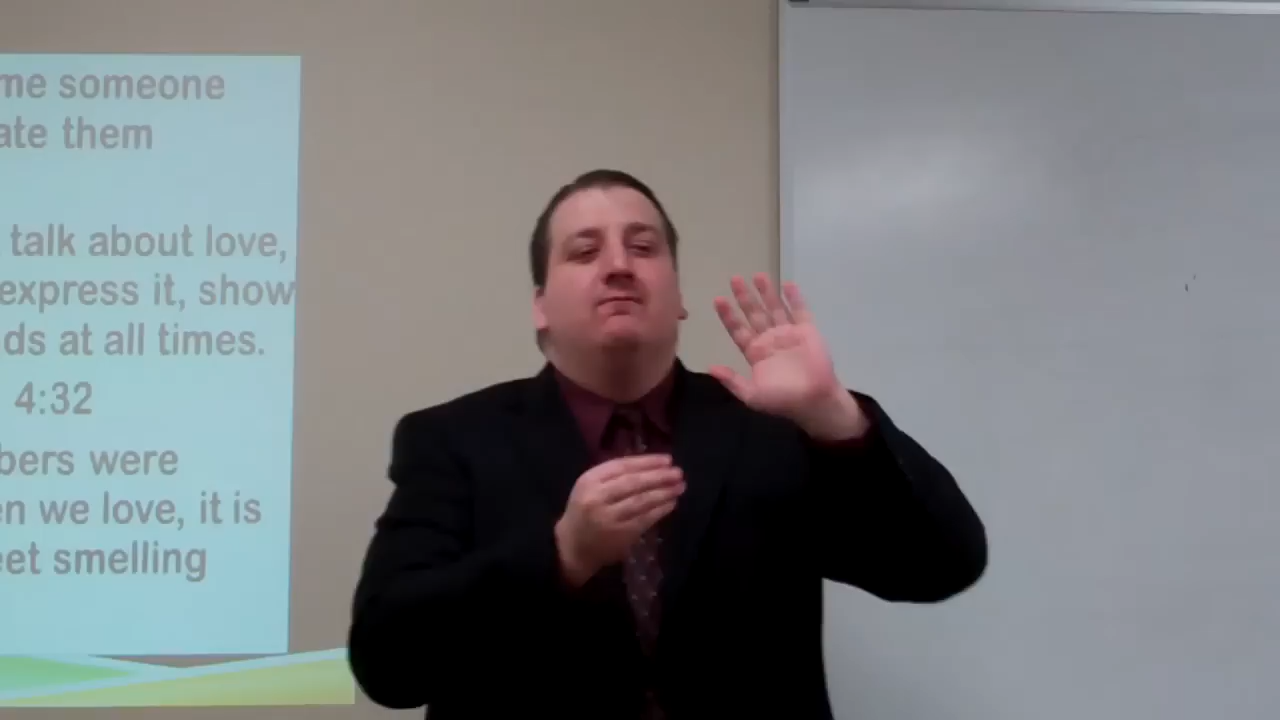 me someone
ate them
talk about love,
express it, show
ds at all times.
4:32
bers were
en we love, it is
eet smelling